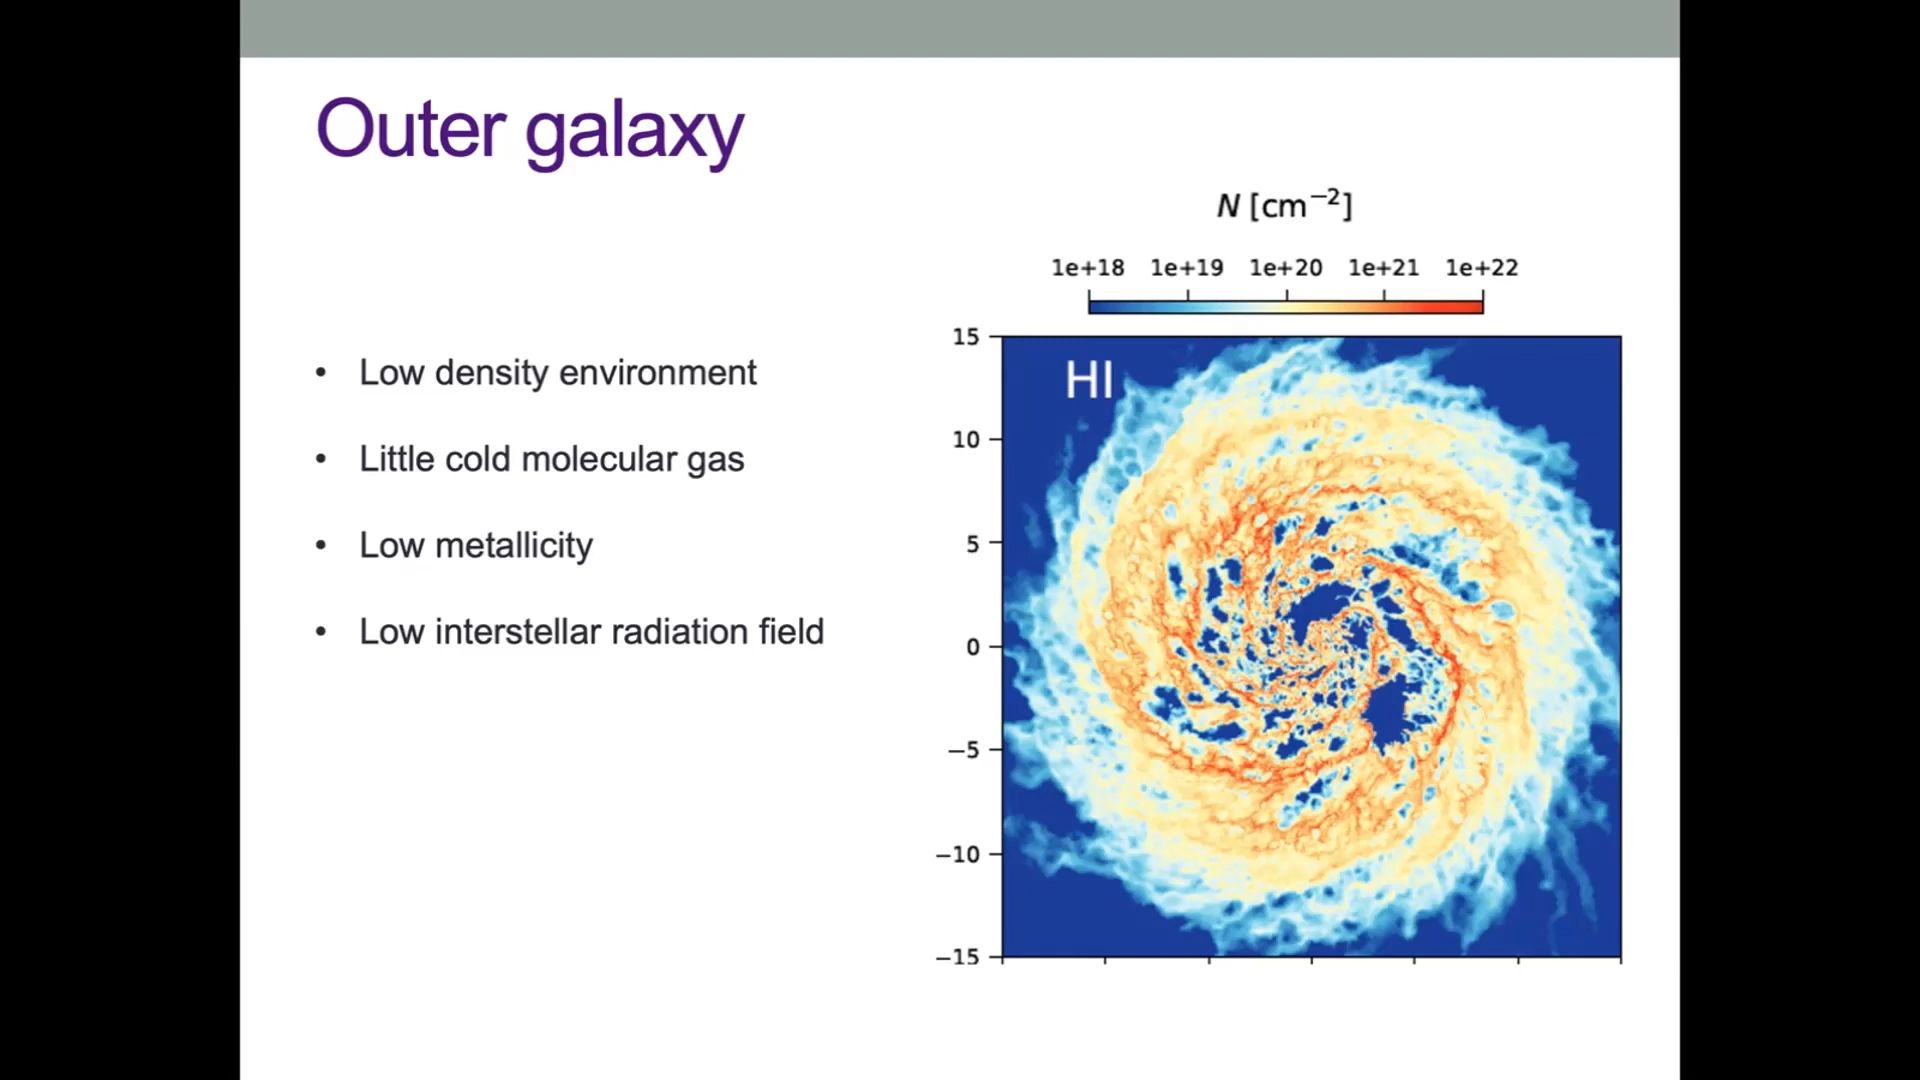 Outer galaxy
• Low density environment
• Little cold molecular gas
• Low metallicity
• Low interstellar radiation field
N [cm⁻²]
1e+18 1e+19 1e+20 1e+21 1e+22
HI
15
10
5
0
−5
−10
−15